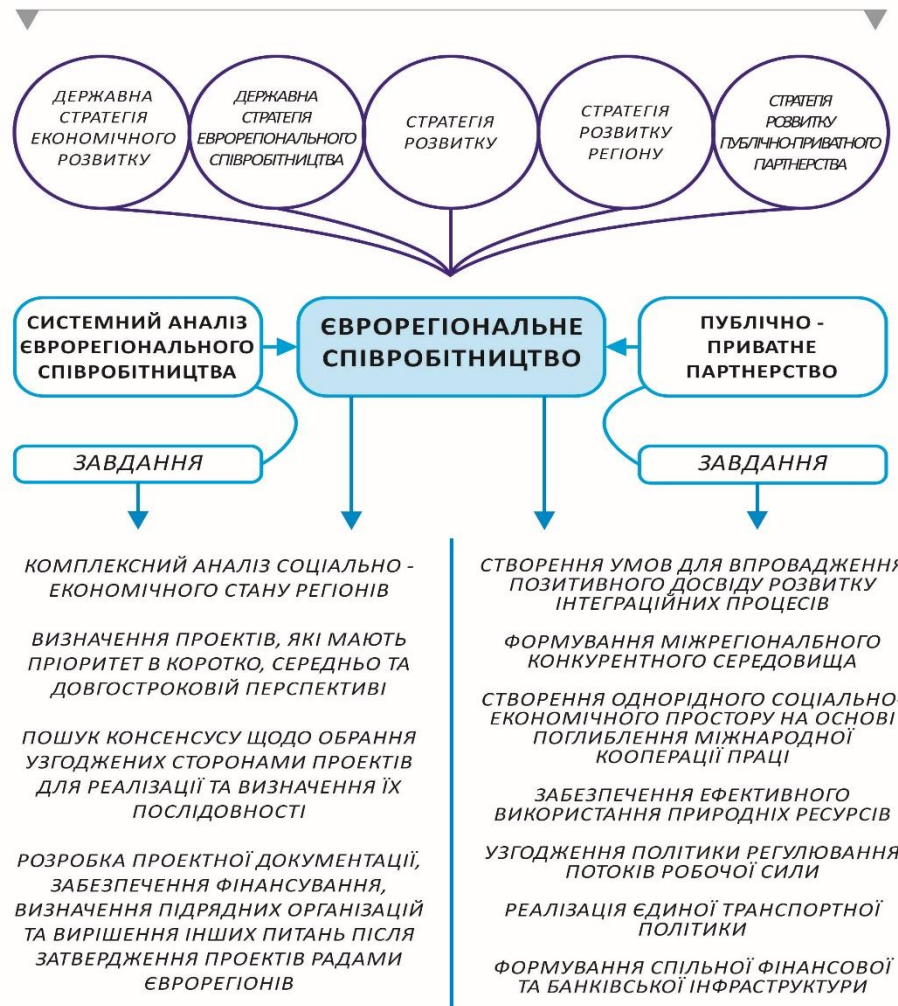 ДЕРЖАВНА
СТРАТЕГІЯ
ЕКОНОМІЧНОГО
РОЗВИТКУ
ДЕРЖАВНА
СТРАТЕГІЯ
ЕВРОРЕГІОНАЛЬНОГО
СПІВРОБІТНИЦТВА
СТРАТЕГІЯ
РОЗВИТКУ
СТРАТЕГІЯ
РОЗВИТКУ
РЕГІОНУ
СТРАТЕГІЯ
РОЗВИТКУ
ПУБЛІЧНО-ПРИВАТНОГО
ПАРТНЕРСТВА
СИСТЕМНИЙ АНАЛІЗ
ЄВРОРЕГІОНАЛЬНОГО
СПІВРОБІТНИЦТВА
ЄВРОРЕГІОНАЛЬНЕ
СПІВРОБІТНИЦТВО
ПУБЛІЧНО -
ПРИВАТНЕ
ПАРТНЕРСТВО
ЗАВДАННЯ
ЗАВДАННЯ
КОМПЛЕКСНИЙ АНАЛІЗ СОЦІАЛЬНО -
ЕКОНОМІЧНОГО СТАНУ РЕГІОНІВ
ВИЗНАЧЕННЯ ПРОЕКТІВ, ЯКІ МАЮТЬ
ПРІОРИТЕТ В КОРОТКО, СЕРЕДНЬО ТА
ДОВГОСТРОКОВІЙ ПЕРСПЕКТИВІ
ПОШУК КОНСЕНСУСУ ЩОДО ОБРАННЯ
УЗГОДЖЕНИХ СТОРОНАМИ ПРОЕКТІВ
ДЛЯ РЕАЛІЗАЦІЇ ТА ВИЗНАЧЕННЯ ЇХ
ПОСЛІДОВНОСТІ
РОЗРОБКА ПРОЕКТНОЇ ДОКУМЕНТАЦІЇ,
ЗАБЕЗПЕЧЕННЯ ФІНАНСУВАННЯ,
ВИЗНАЧЕННЯ ПІДРЯДНИХ ОРГАНІЗАЦІЙ
ТА ВИРІШЕННЯ ІНШИХ ПИТАНЬ ПІСЛЯ
ЗАТВЕРДЖЕННЯ ПРОЕКТІВ РАДАМИ
ЄВРОРЕГІОНІВ
СТВОРЕННЯ УМОВ ДЛЯ ВПРОВАДЖЕННЯ
ПОЗИТИВНОГО ДОСВІДУ РОЗВИТКУ
ІНТЕГРАЦІЙНИХ ПРОЦЕСІВ
ФОРМУВАННЯ МІЖРЕГІОНАЛБНОГО
КОНКУРЕНТНОГО СЕРЕДОВИЩА
СТВОРЕННЯ ОДНОРІДНОГО СОЦІАЛЬНО-
ЕКОНОМІЧНОГО ПРОСТОРУ НА ОСНОВІ
ПОГЛИБЛЕННЯ МІЖНАРОДНОЇ
КООПЕРАЦІЇ ПРАЦІ
ЗАБЕЗПЕЧЕННЯ ЕФЕКТИВНОГО
ВИКОРИСТАННЯ ПРИРОДНІХ РЕСУРСІВ
УЗГОДЖЕННЯ ПОЛІТИКИ РЕГУЛЮВАННЯ
ПОТОКІВ РОБОЧОЇ СИЛИ
РЕАЛІЗАЦІЯ ЄДИНОЇ ТРАНСПОРТНОЇ
ПОЛІТИКИ
ФОРМУВАННЯ СПІЛЬНОЇ ФІНАНСОВОЇ
ТА БАНКІВСЬКОЇ ІНФРАСТРУКТУРИ